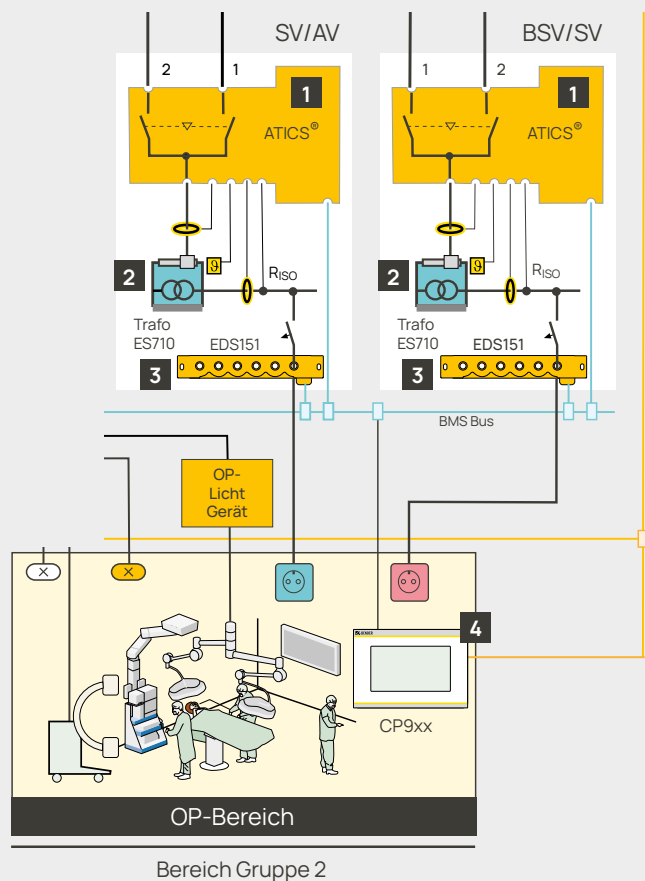 SV/AV
BSV/SV
2
1
1
1
2
1
ATICS®
ATICS®
2
ϑ
RISO
2
ϑ
RISO
Trafo
ES710
EDS151
Trafo
ES710
EDS151
3
3
BMS Bus
OP-
Licht
Gerät
4
BENDER
CP9xx
OP-Bereich
Bereich Gruppe 2